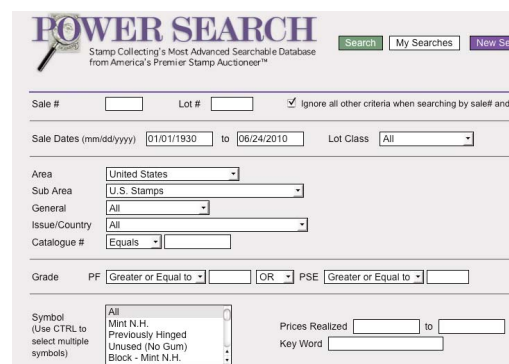 POWER SEARCH
Stamp Collecting's Most Advanced Searchable Database
from America's Premier Stamp Auctioneer™
Search My Searches New
Sale # Lot # Ignore all other criteria when searching by sale# and
Sale Dates (mm/dd/yyyy) 01/01/1930 to 06/24/2010 Lot Class All
Area United States
Sub Area U.S. Stamps
General All
Issue/Country All
Catalogue # Equals
Grade PF Greater or Equal to OR PSE Greater or Equal to
Symbol
(Use CTRL to
select multiple
symbols)
All
Mint N.H.
Previously Hinged
Unused (No Gum)
Block - Mint N.H.
Prices Realized to
Key Word